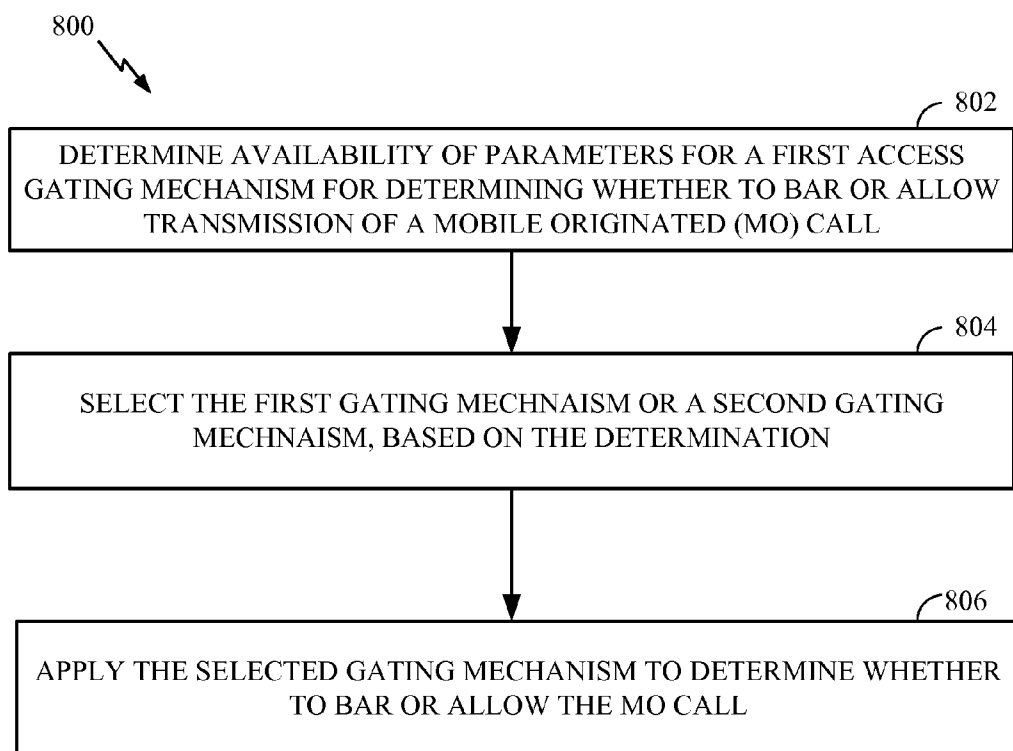 800
802
DETERMINE AVAILABILITY OF PARAMETERS FOR A FIRST ACCESS
GATING MECHANISM FOR DETERMINING WHETHER TO BAR OR ALLOW
TRANSMISSION OF A MOBILE ORIGINATED (MO) CALL
804
SELECT THE FIRST GATING MECHNAISM OR A SECOND GATING
MECHNAISM, BASED ON THE DETERMINATION
806
APPLY THE SELECTED GATING MECHANISM TO DETERMINE WHETHER
TO BAR OR ALLOW THE MO CALL